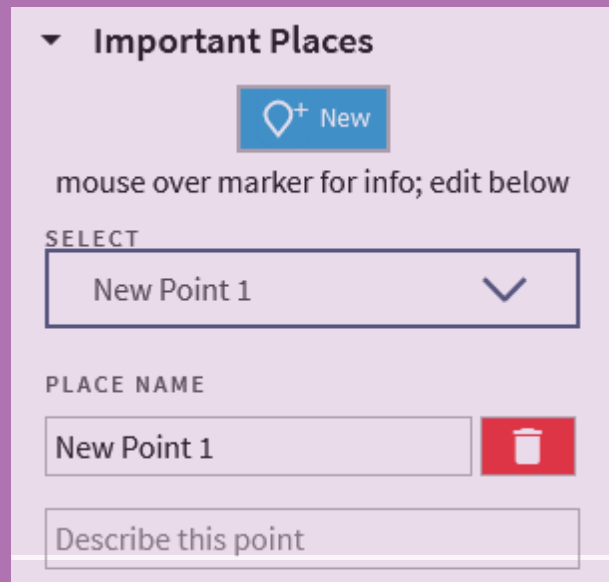 Important Places
New
mouse over marker for info; edit below
SELECT
New Point 1
PLACE NAME
New Point 1
Describe this point